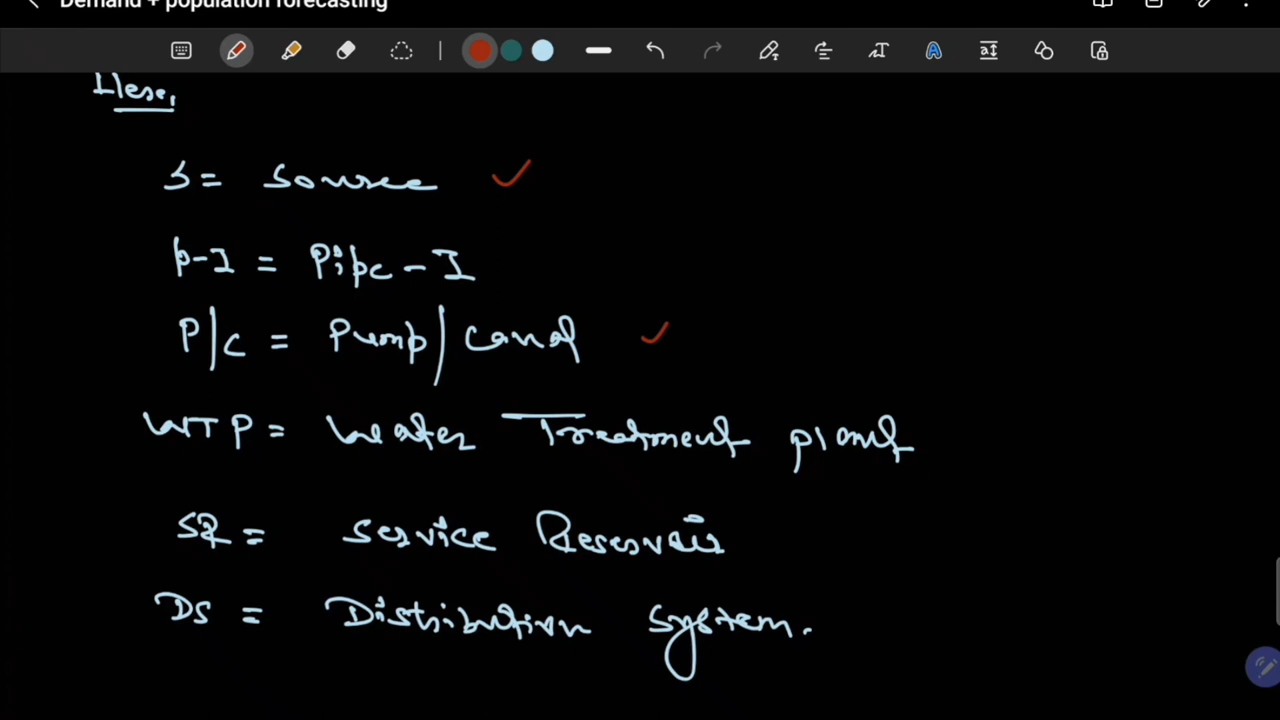 Demand + population forecasting
Here,
S = Source
P-I = Pipe - I
P/C = Pump/Canal
WTP = Water Treatment plant
SR = Service Reservoir
DS = Distribution System.